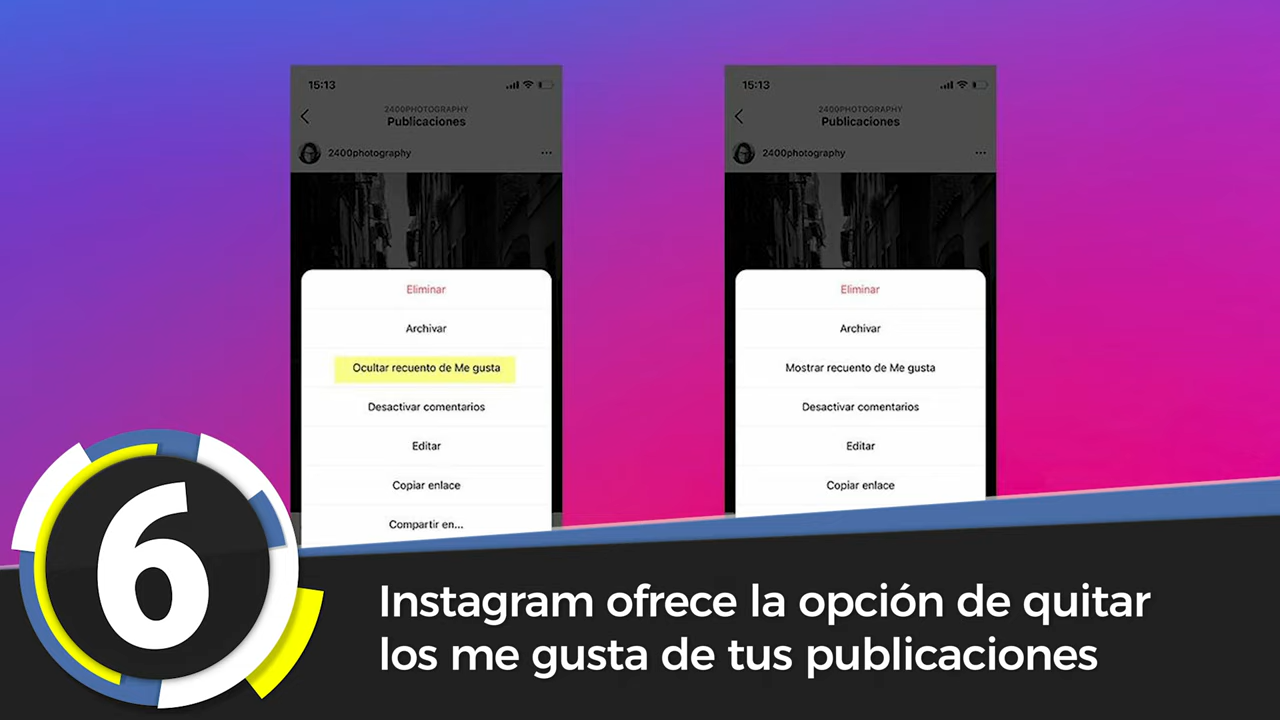 15:13
2400PHOTOGRAPHY
Publicaciones
2400photography
Eliminar
Archivar
Ocultar recuento de Me gusta
Desactivar comentarios
Editar
Copiar enlace
Compartir en...
15:13
2400PHOTOGRAPHY
Publicaciones
2400photography
Eliminar
Archivar
Mostrar recuento de Me gusta
Desactivar comentarios
Editar
Copiar enlace
6
Instagram ofrece la opción de quitar
los me gusta de tus publicaciones